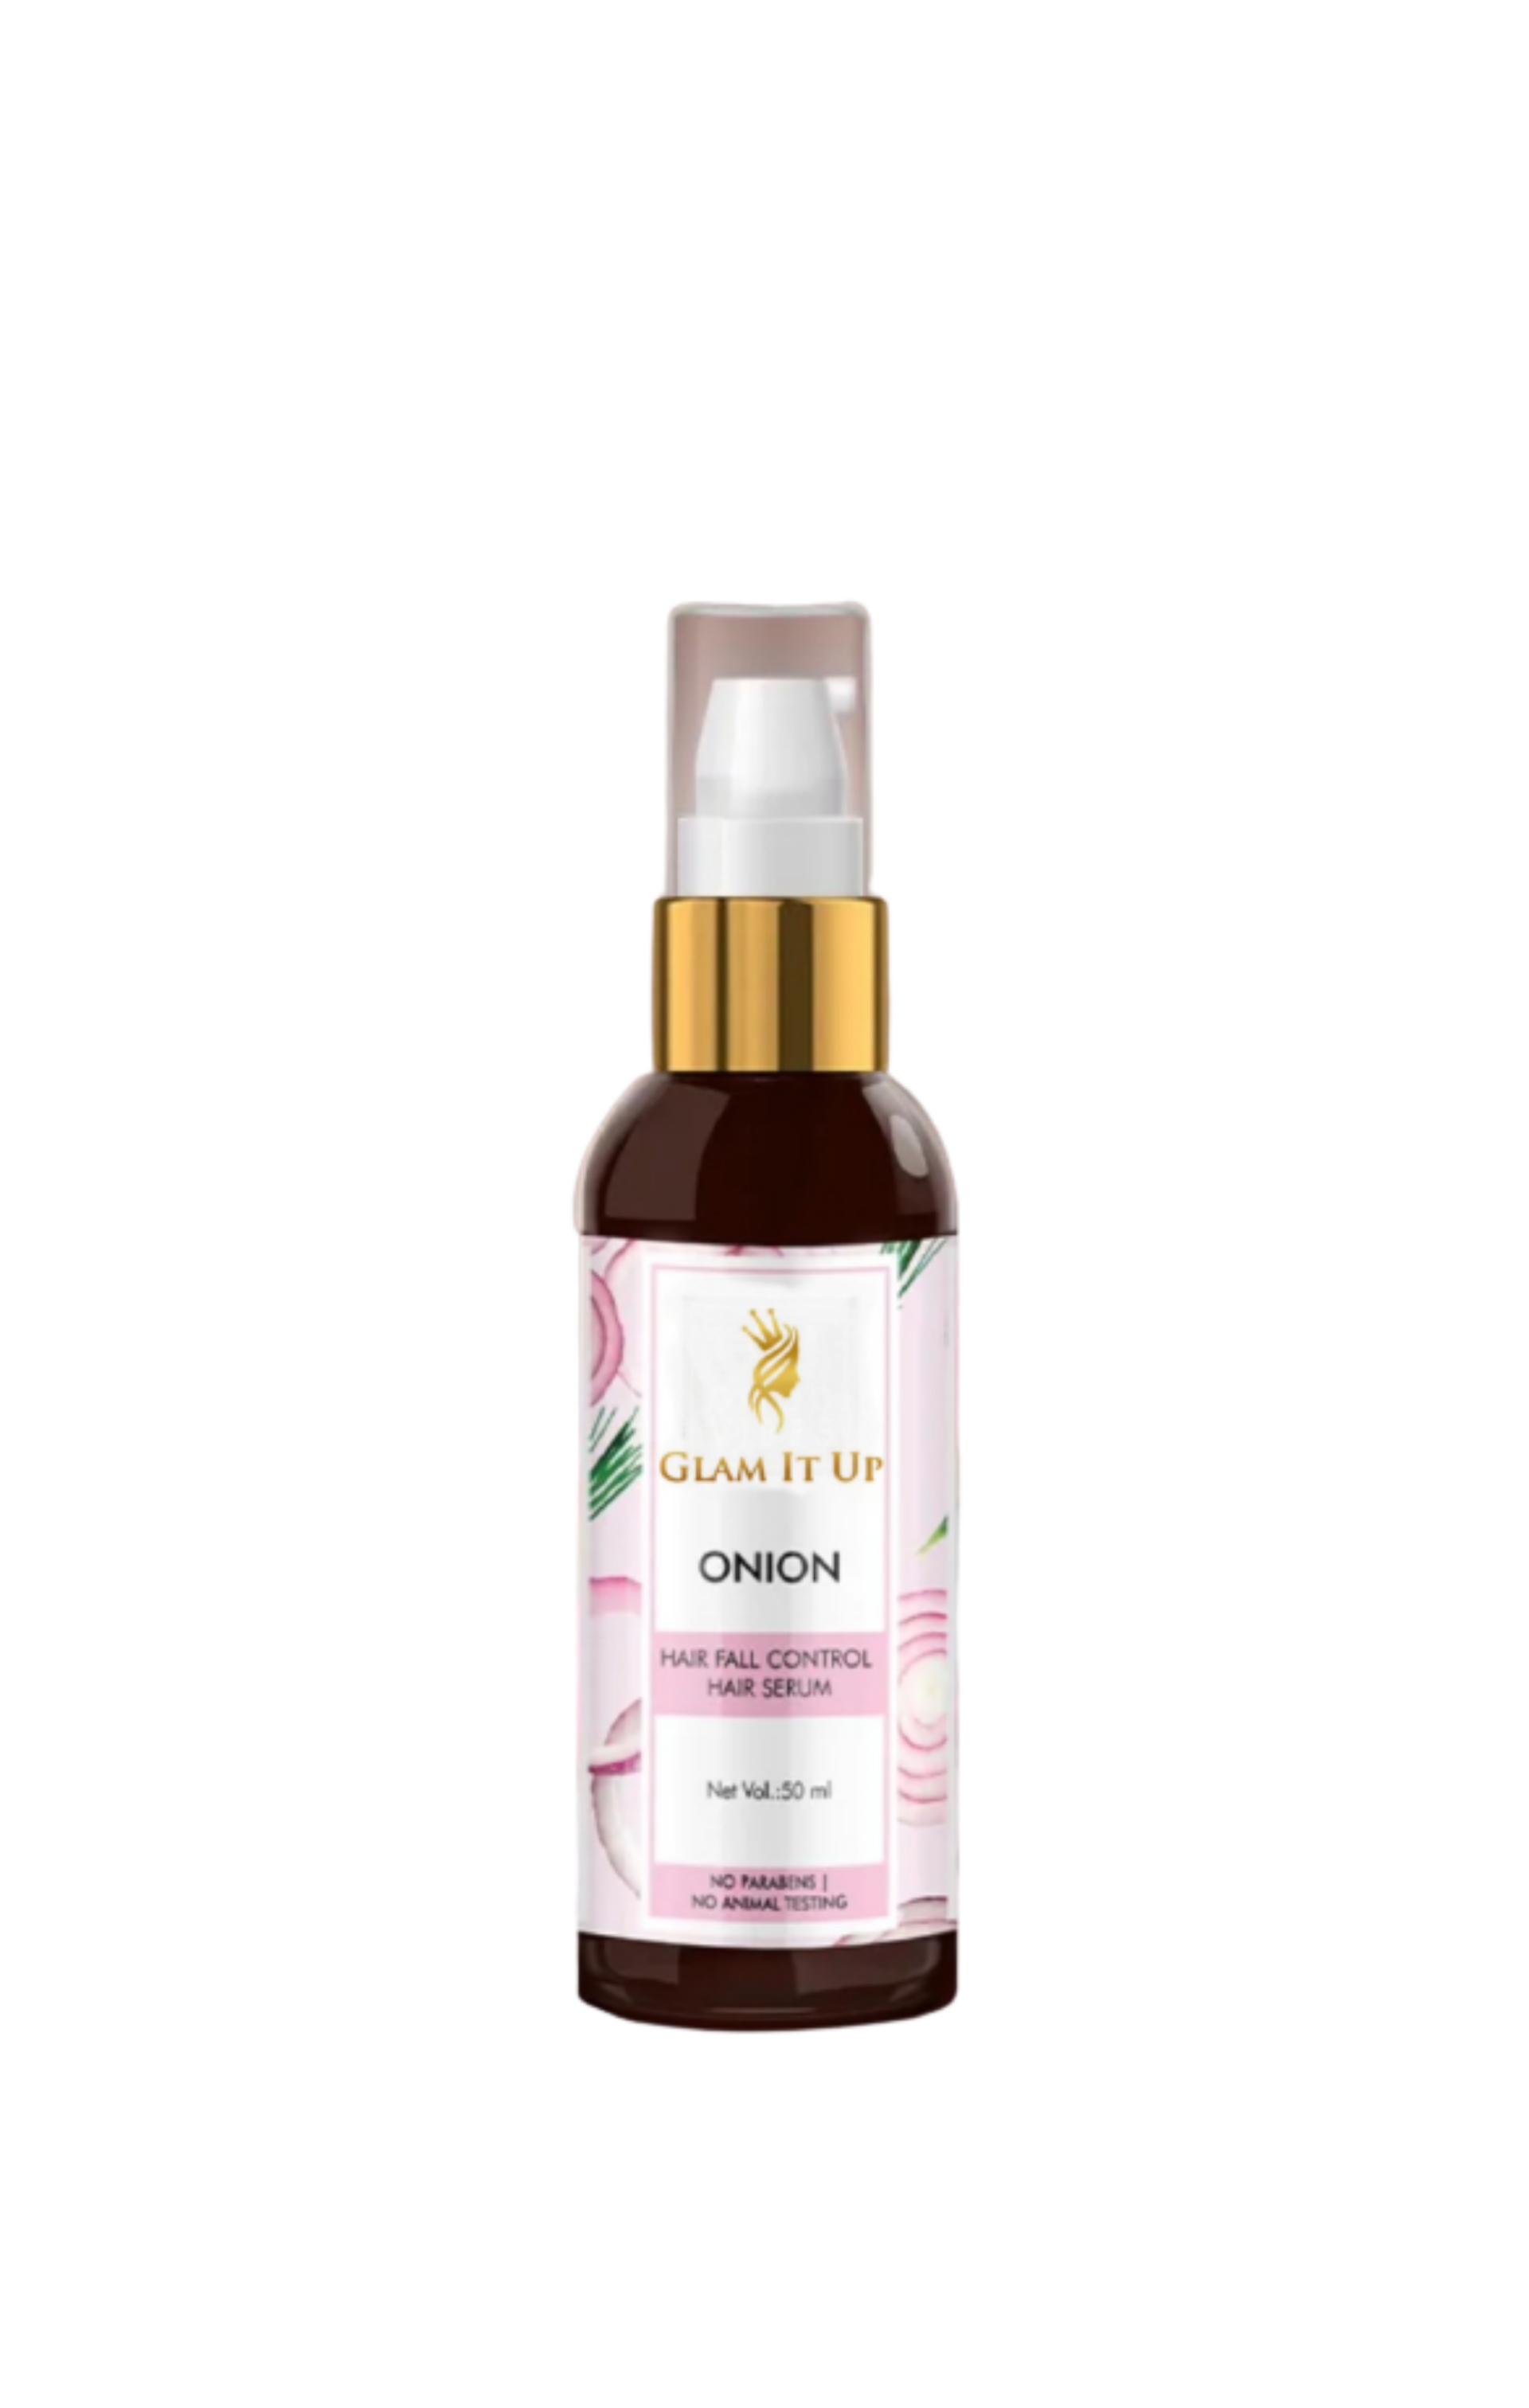 GLAM IT UP
ONION
HAIR FALL CONTROL
HAIR SERUM
Net Vol.:50 ml
NO PARABENS |
NO ANIMAL TESTING